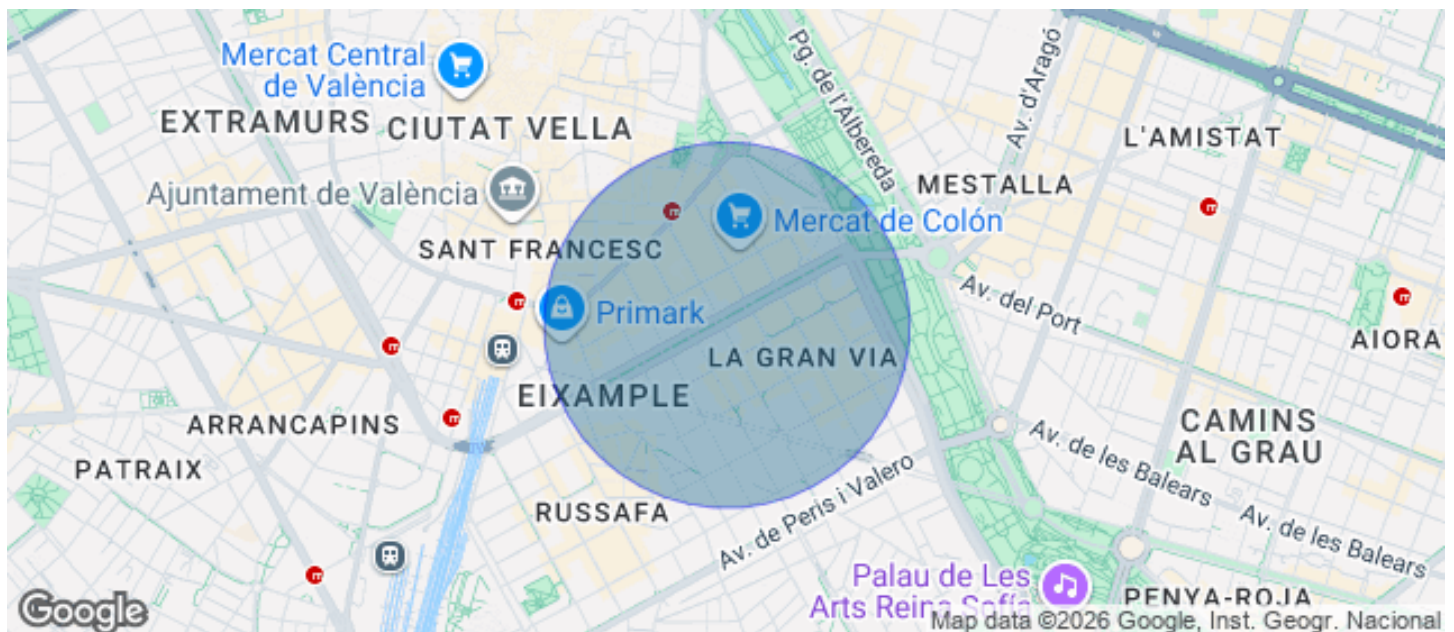 Mercat Central
de València
EXTRAMURS
CIUTAT VELLA
Ajuntament de València
SANT FRANCESC
Pg. de l'Albereda
Av. d'Aragó
L'AMISTAT
MESTALLA
Mercat de Colón
Av. del Port
Primark
AIORA
LA GRAN VIA
EIXAMPLE
ARRANCAPINS
PATRAIX
CAMINS
AL GRAU
Av. de les Balears
Av. de les Balears
RUSSAFA
Av. de Peris i Valero
Palau de Les
Arts Reina Sofía
PENYA-ROJA
Google
Map data ©2026 Google, Inst. Geogr. Nacional